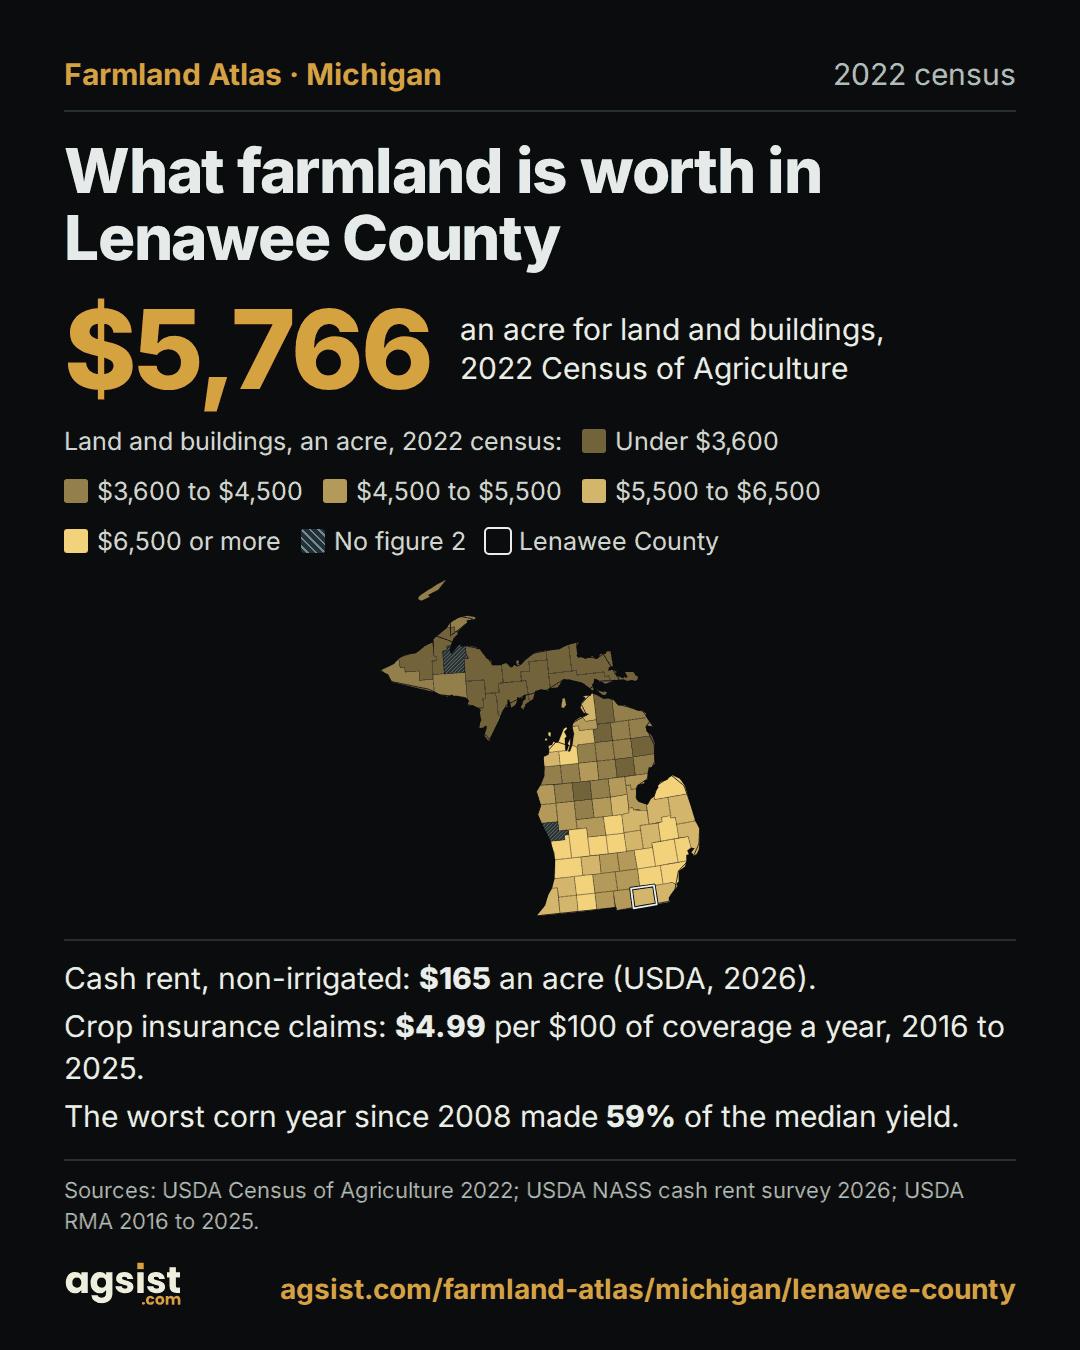 Farmland Atlas · Michigan
2022 census
What farmland is worth in
Lenawee County
$5,766
an acre for land and buildings,
2022 Census of Agriculture
Land and buildings, an acre, 2022 census: Under $3,600
$3,600 to $4,500 $4,500 to $5,500 $5,500 to $6,500
$6,500 or more No figure 2 Lenawee County
Cash rent, non-irrigated: $165 an acre (USDA, 2026).
Crop insurance claims: $4.99 per $100 of coverage a year, 2016 to
2025.
The worst corn year since 2008 made 59% of the median yield.
Sources: USDA Census of Agriculture 2022; USDA NASS cash rent survey 2026; USDA
RMA 2016 to 2025.
agsist
.com
agsist.com/farmland-atlas/michigan/lenawee-county